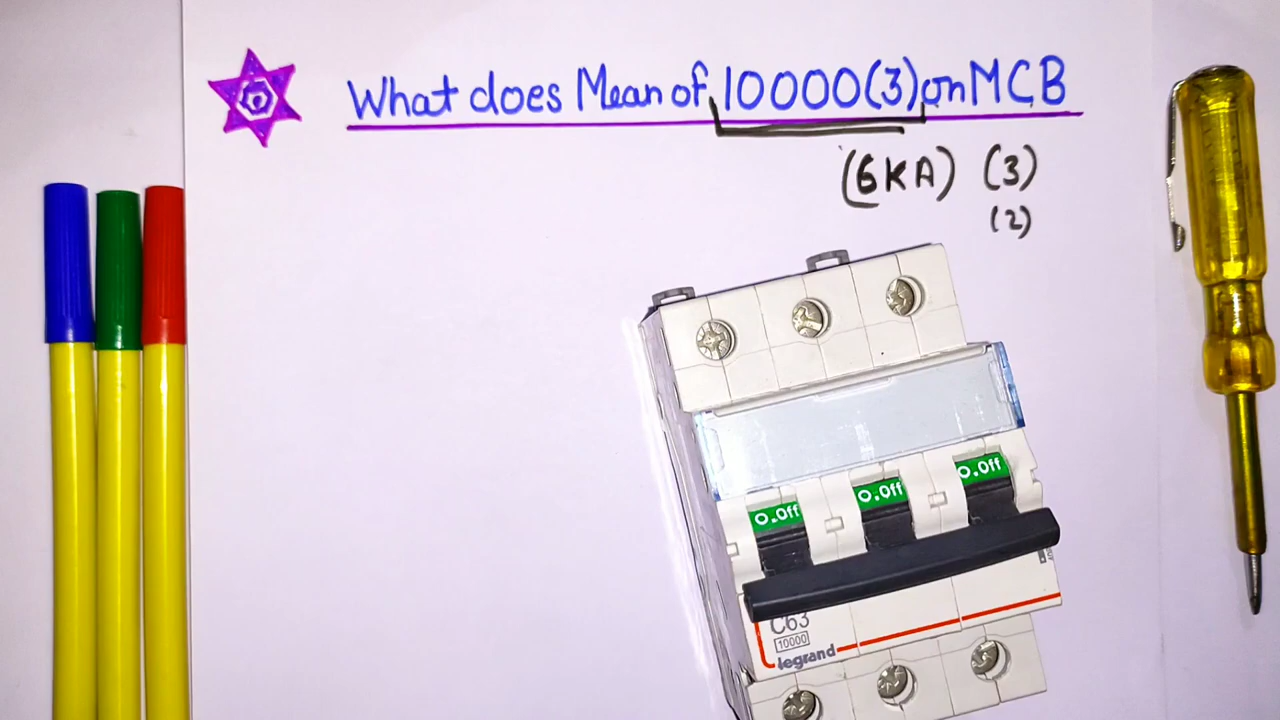 What does Mean of 10000(3) on MCB
(6KA) (3)
(2)
O.Off O.Off O.Off
C63
10000
legrand